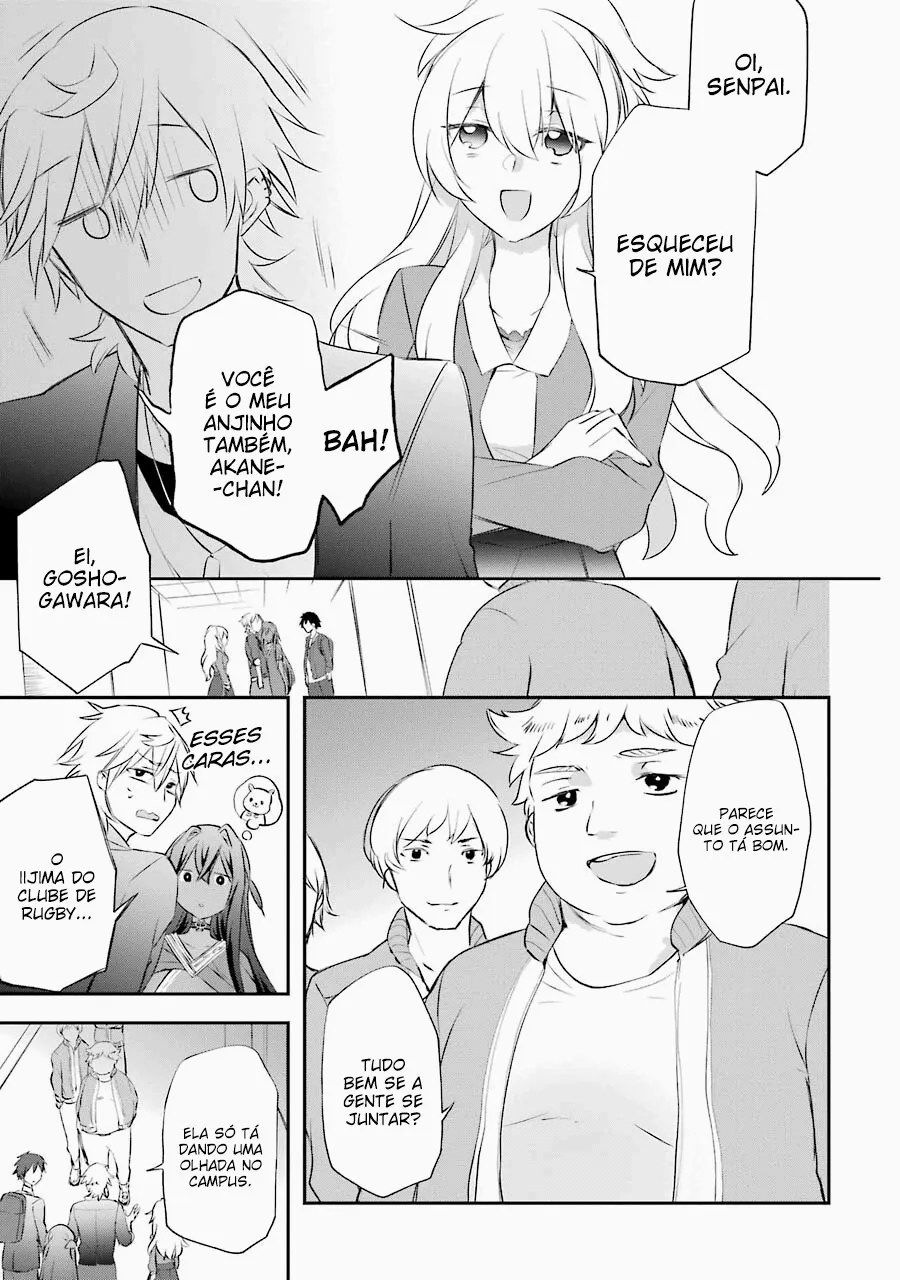 OI,
SENPAI.
ESQUECEU
DE MIM?
BAH!
VOCÊ
É O MEU
ANJINHO
TAMBÉM,
AKANE-
-CHAN!
EI,
GOSHO-
GAWARA!
PARECE
QUE O ASSUN-
TO TÁ BOM.
TUDO
BEM SE A
GENTE SE
JUNTAR?
ESSES
CARAS...
O
IIJIMA DO
CLUBE DE
RUGBY...
ELA SÓ TÁ
DANDO UMA
OLHADA NO
CAMPUS.